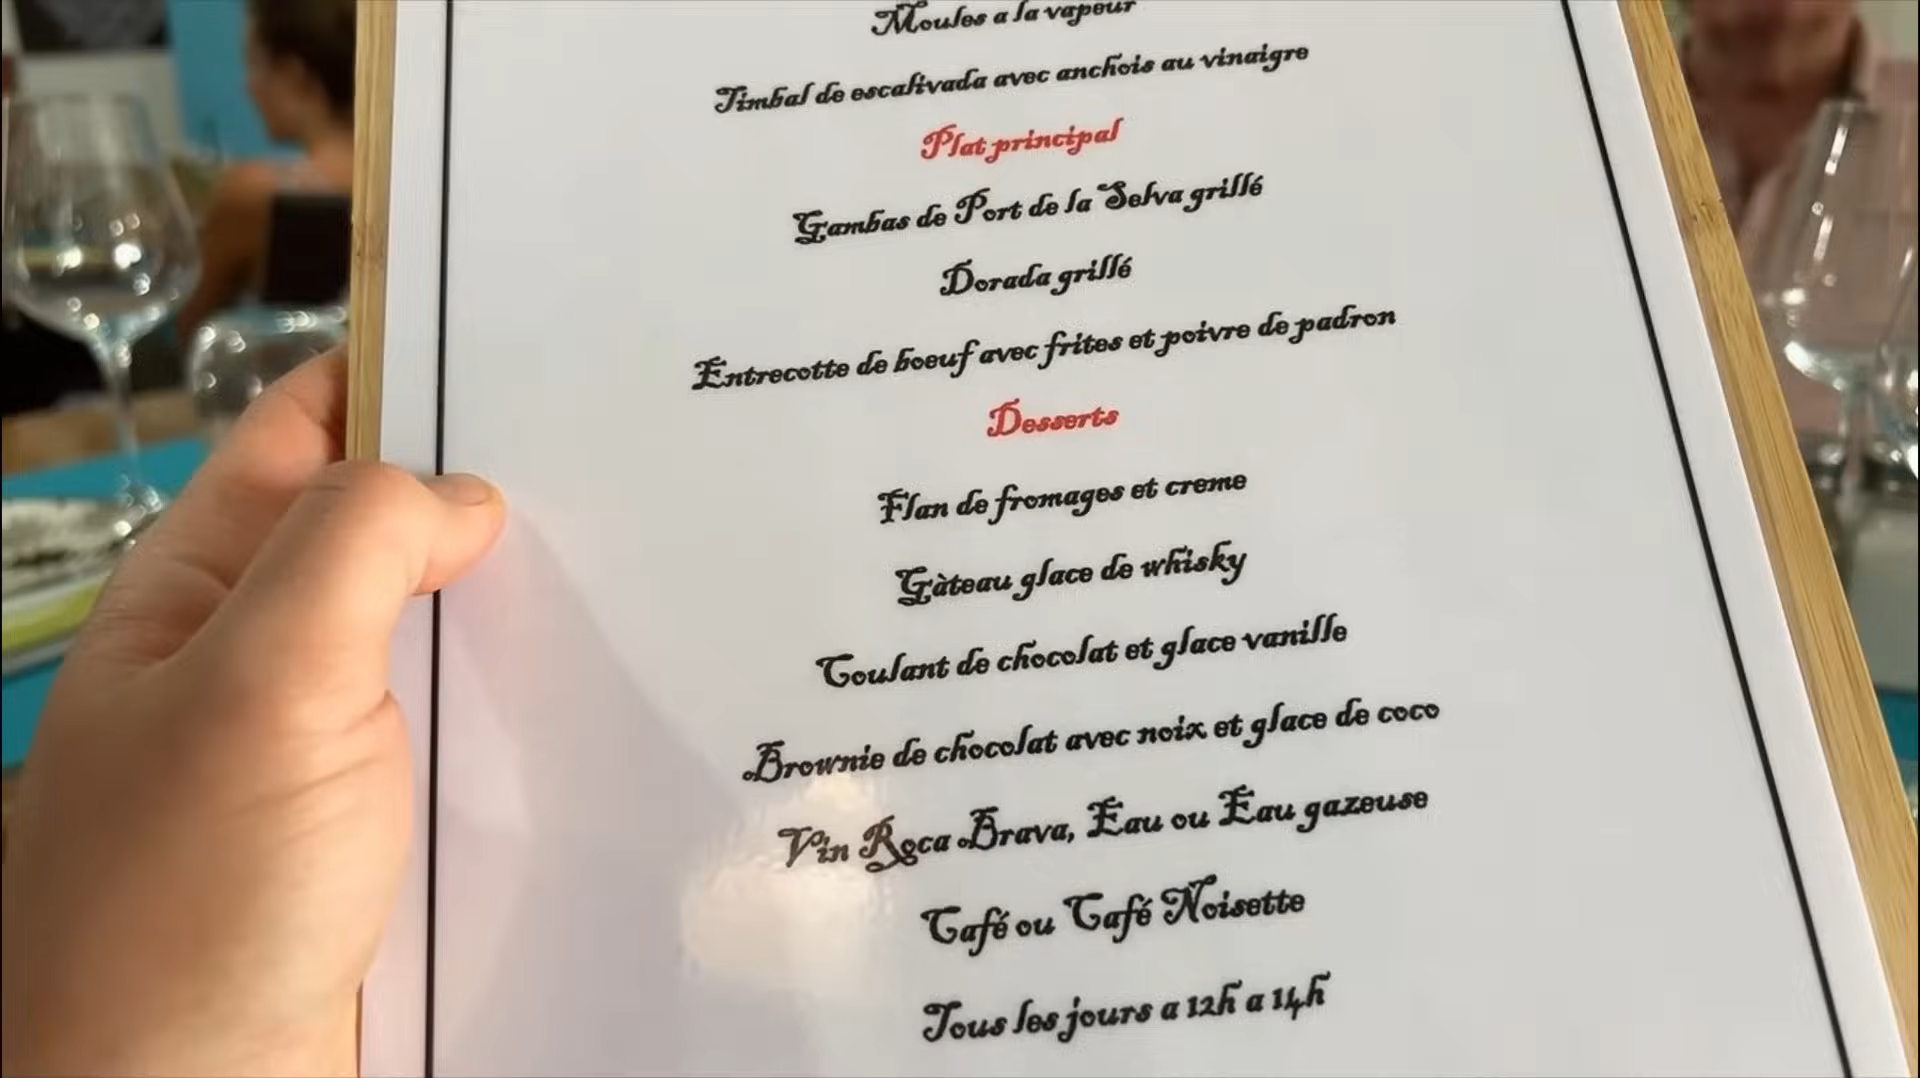 Moules a la vapeur
Timbal de escalivada avec anchois au vinaigre
Plat principal
Gambas de Port de la Selva grillé
Dorada grillé
Entrecotte de boeuf avec frites et poivre de padron
Desserts
Flan de fromages et creme
Gàteau glace de whisky
Coulant de chocolat et glace vanille
Brownie de chocolat avec noix et glace de coco
Vin Roca Brava, Eau ou Eau gazeuse
Café ou Café Noisette
Tous les jours a 12h a 14h